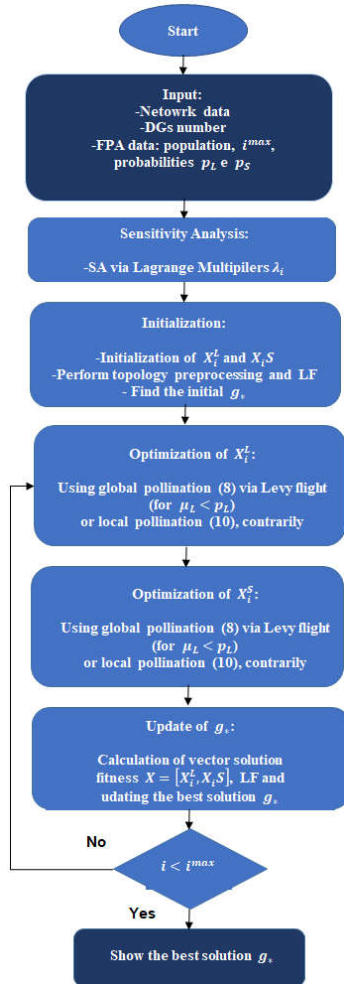 Start
Input:
-Netowrk data
-DGs number
-FPA data: population, i^max,
probabilities p_L e p_S
Sensitivity Analysis:
-SA via Lagrange Multipilers λ_i
Initialization:
-Initialization of X_i^L and X_iS
-Perform topology preprocessing and LF
- Find the initial g_*
Optimization of X_i^L:
Using global pollination (8) via Levy flight
(for μ_L < p_L)
or local pollination (10), contrarily
Optimization of X_i^S:
Using global pollination (8) via Levy flight
(for μ_L < p_L)
or local pollination (10), contrarily
Update of g_*:
Calculation of vector solution
fitness X = [X_i^L, X_iS], LF and
udating the best solution g_*
No
i < i^max
Yes
Show the best solution g_*